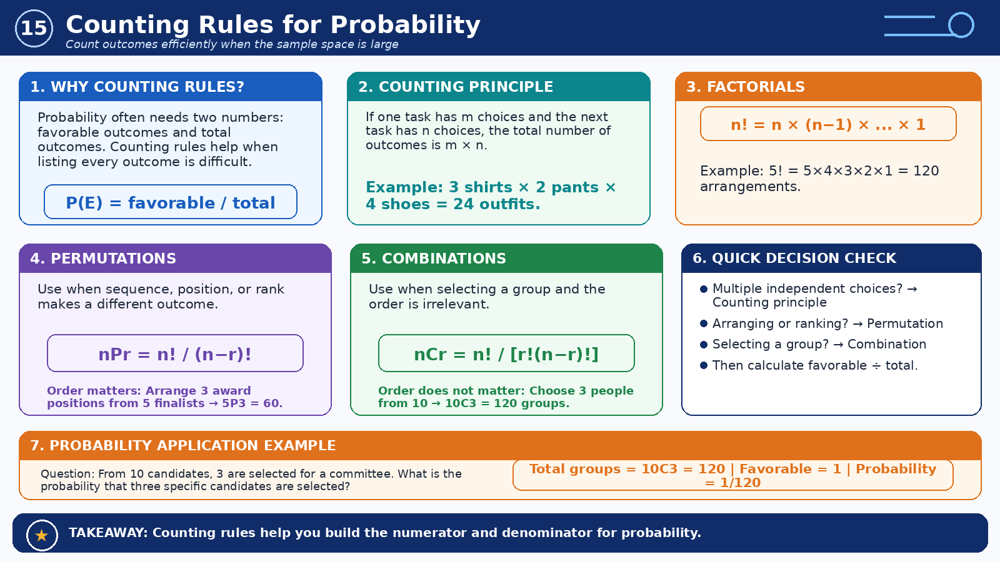 15
Counting Rules for Probability
Count outcomes efficiently when the sample space is large
1. WHY COUNTING RULES?
Probability often needs two numbers:
favorable outcomes and total
outcomes. Counting rules help when
listing every outcome is difficult.
P(E) = favorable / total
2. COUNTING PRINCIPLE
If one task has m choices and the next
task has n choices, the total number of
outcomes is m × n.
Example: 3 shirts × 2 pants ×
4 shoes = 24 outfits.
3. FACTORIALS
n! = n × (n−1) × ... × 1
Example: 5! = 5×4×3×2×1 = 120
arrangements.
4. PERMUTATIONS
Use when sequence, position, or rank
makes a different outcome.
nPr = n! / (n−r)!
Order matters: Arrange 3 award
positions from 5 finalists → 5P3 = 60.
5. COMBINATIONS
Use when selecting a group and the
order is irrelevant.
nCr = n! / [r!(n−r)!]
Order does not matter: Choose 3 people
from 10 → 10C3 = 120 groups.
6. QUICK DECISION CHECK
● Multiple independent choices? →
Counting principle
● Arranging or ranking? → Permutation
● Selecting a group? → Combination
● Then calculate favorable ÷ total.
7. PROBABILITY APPLICATION EXAMPLE
Question: From 10 candidates, 3 are selected for a committee. What is the
probability that three specific candidates are selected?
Total groups = 10C3 = 120 | Favorable = 1 | Probability
= 1/120
★ TAKEAWAY: Counting rules help you build the numerator and denominator for probability.